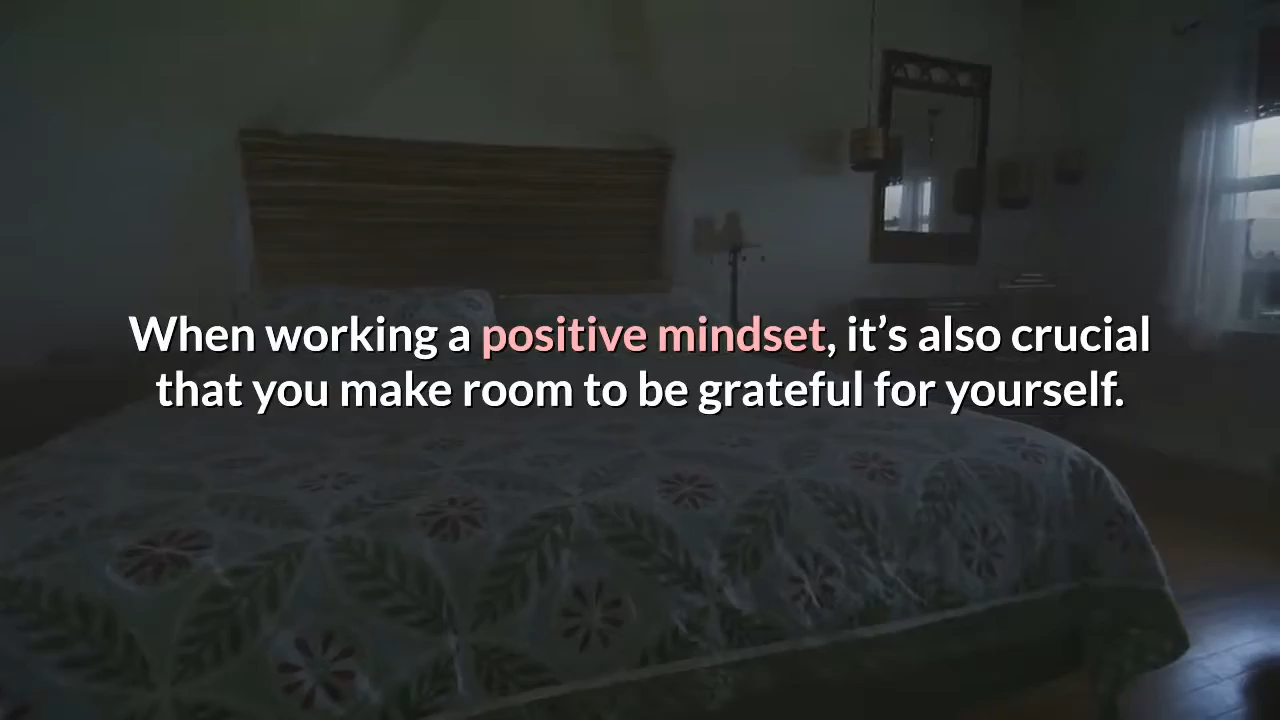 When working a positive mindset, it’s also crucial
that you make room to be grateful for yourself.